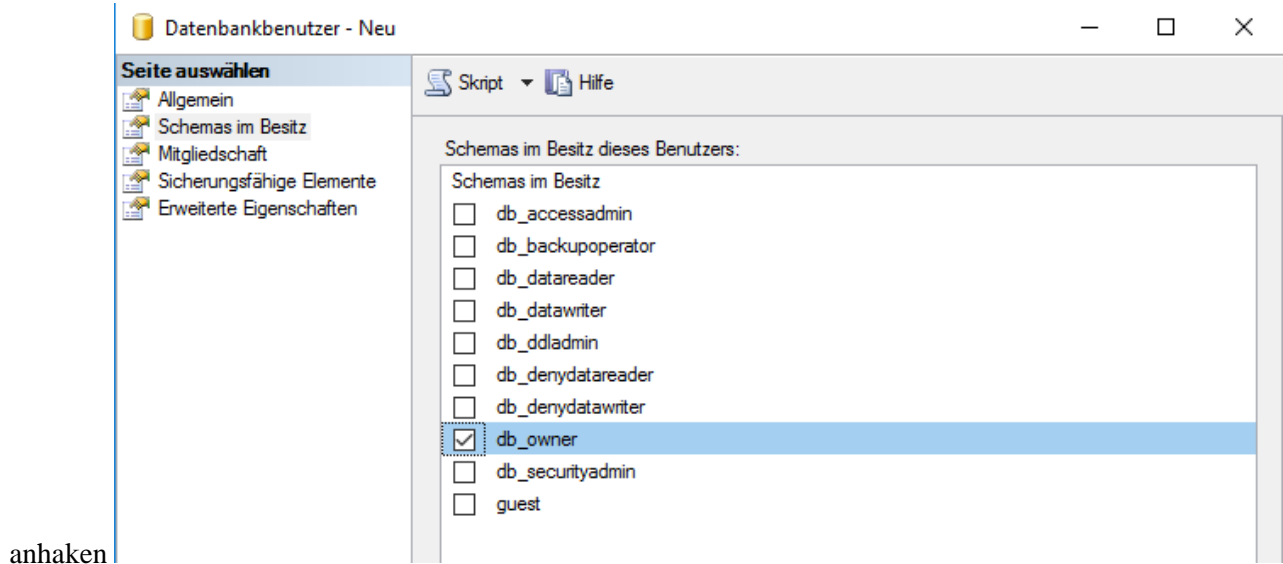 Datenbankbenutzer - Neu
Seite auswählen
Allgemein
Schemas im Besitz
Mitgliedschaft
Sicherungsfähige Elemente
Erweiterte Eigenschaften
Skript
Hilfe
Schemas im Besitz dieses Benutzers:
Schemas im Besitz
db_accessadmin
db_backupoperator
db_datareader
db_datawriter
db_ddladmin
db_denydatareader
db_denydatawriter
db_owner
db_securityadmin
guest
anhaken